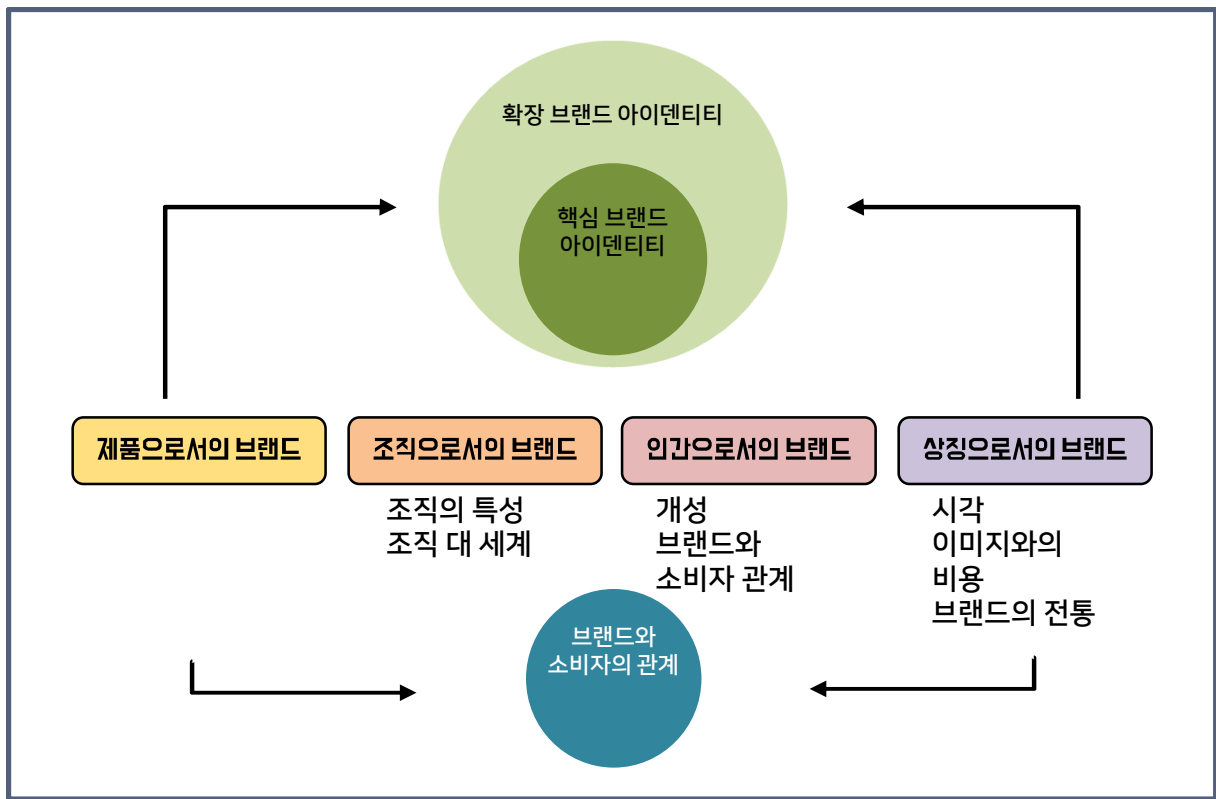 확장 브랜드 아이덴티티
핵심 브랜드
아이덴티티
제품으로서의 브랜드
조직으로서의 브랜드
인간으로서의 브랜드
상징으로서의 브랜드
조직의 특성
조직 대 세계
개성
브랜드와
소비자 관계
시각
이미지와의
비용
브랜드의 전통
브랜드와
소비자의 관계